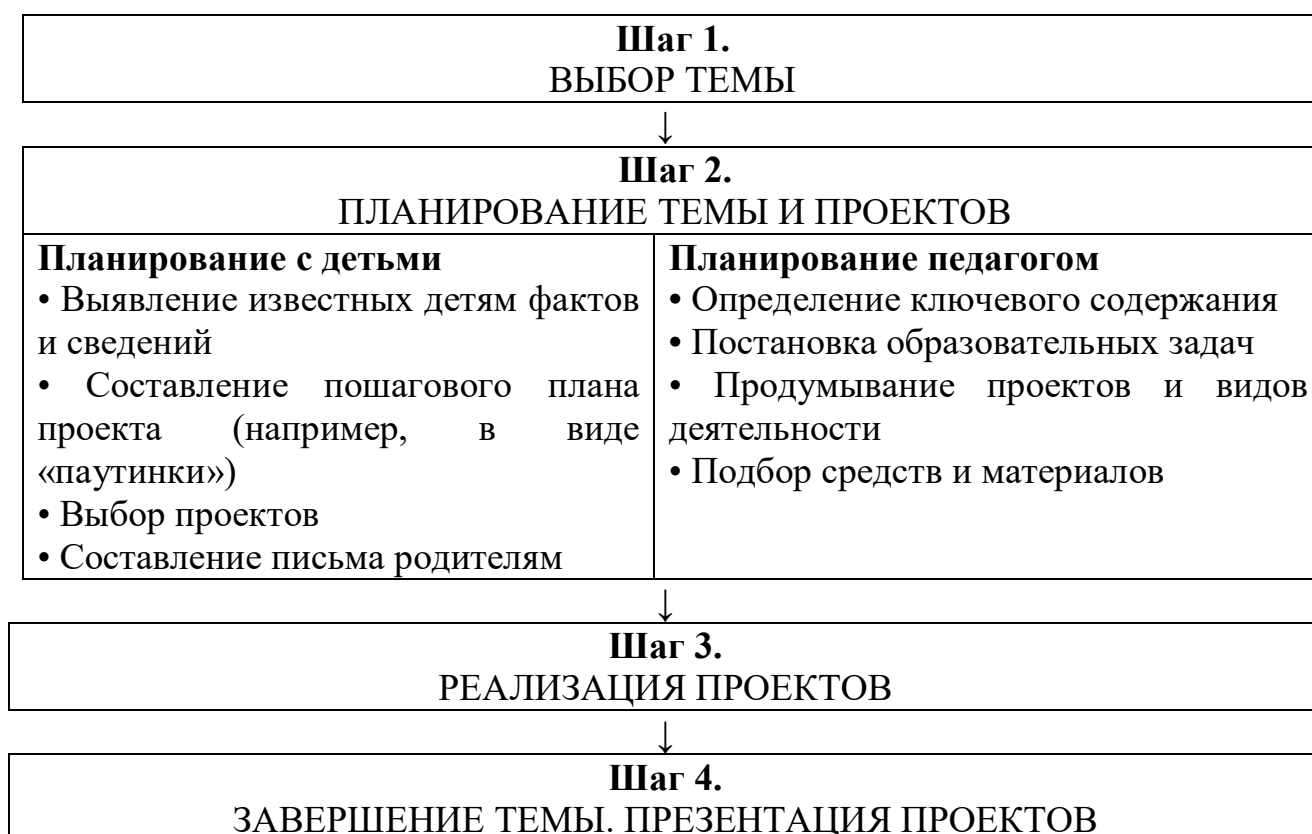 Шаг 1.
ВЫБОР ТЕМЫ
↓
Шаг 2.
ПЛАНИРОВАНИЕ ТЕМЫ И ПРОЕКТОВ
Планирование с детьми
• Выявление известных детям фактов
и сведений
• Составление пошагового плана
проекта (например, в виде
«паутинки»)
• Выбор проектов
• Составление письма родителям
Планирование педагогом
• Определение ключевого содержания
• Постановка образовательных задач
• Продумывание проектов и видов
деятельности
• Подбор средств и материалов
↓
Шаг 3.
РЕАЛИЗАЦИЯ ПРОЕКТОВ
↓
Шаг 4.
ЗАВЕРШЕНИЕ ТЕМЫ. ПРЕЗЕНТАЦИЯ ПРОЕКТОВ